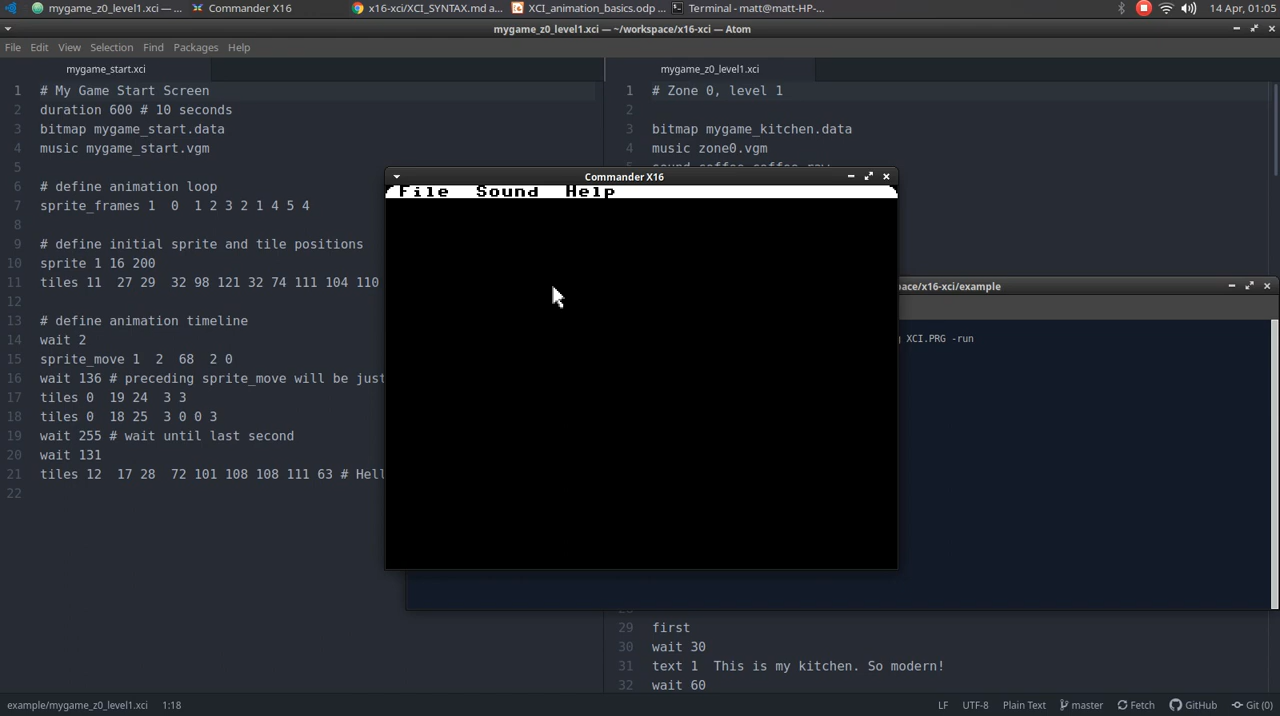 mygame_z0_level1.xci — ...
Commander X16
x16-xci/XCI_SYNTAX.md a...
XCI_animation_basics.odp ...
Terminal - matt@matt-HP-...
14 Apr, 01:05
mygame_z0_level1.xci — ~/workspace/x16-xci — Atom
File Edit View Selection Find Packages Help
mygame_start.xci
mygame_z0_level1.xci
1 # My Game Start Screen
2 duration 600 # 10 seconds
3 bitmap mygame_start.data
4 music mygame_start.vgm
5
6 # define animation loop
7 sprite_frames 1 0 1 2 3 2 1 4 5 4
8
9 # define initial sprite and tile positions
10 sprite 1 16 200
11 tiles 11 27 29 32 98 121 32 74 111 104 110
12
13 # define animation timeline
14 wait 2
15 sprite_move 1 2 68 2 0
16 wait 136 # preceding sprite_move will be just
17 tiles 0 19 24 3 3
18 tiles 0 18 25 3 0 0 3
19 wait 255 # wait until last second
20 wait 131
21 tiles 12 17 28 72 101 108 108 111 63 # Hell
22
1 # Zone 0, level 1
2
3 bitmap mygame_kitchen.data
4 music zone0.vgm
5 sound coffee coffee.raw
Commander X16
File Sound Help
pace/x16-xci/example
XCI.PRG -run
29 first
30 wait 30
31 text 1 This is my kitchen. So modern!
32 wait 60
example/mygame_z0_level1.xci 1:18
LF UTF-8 Plain Text master Fetch GitHub Git (0)